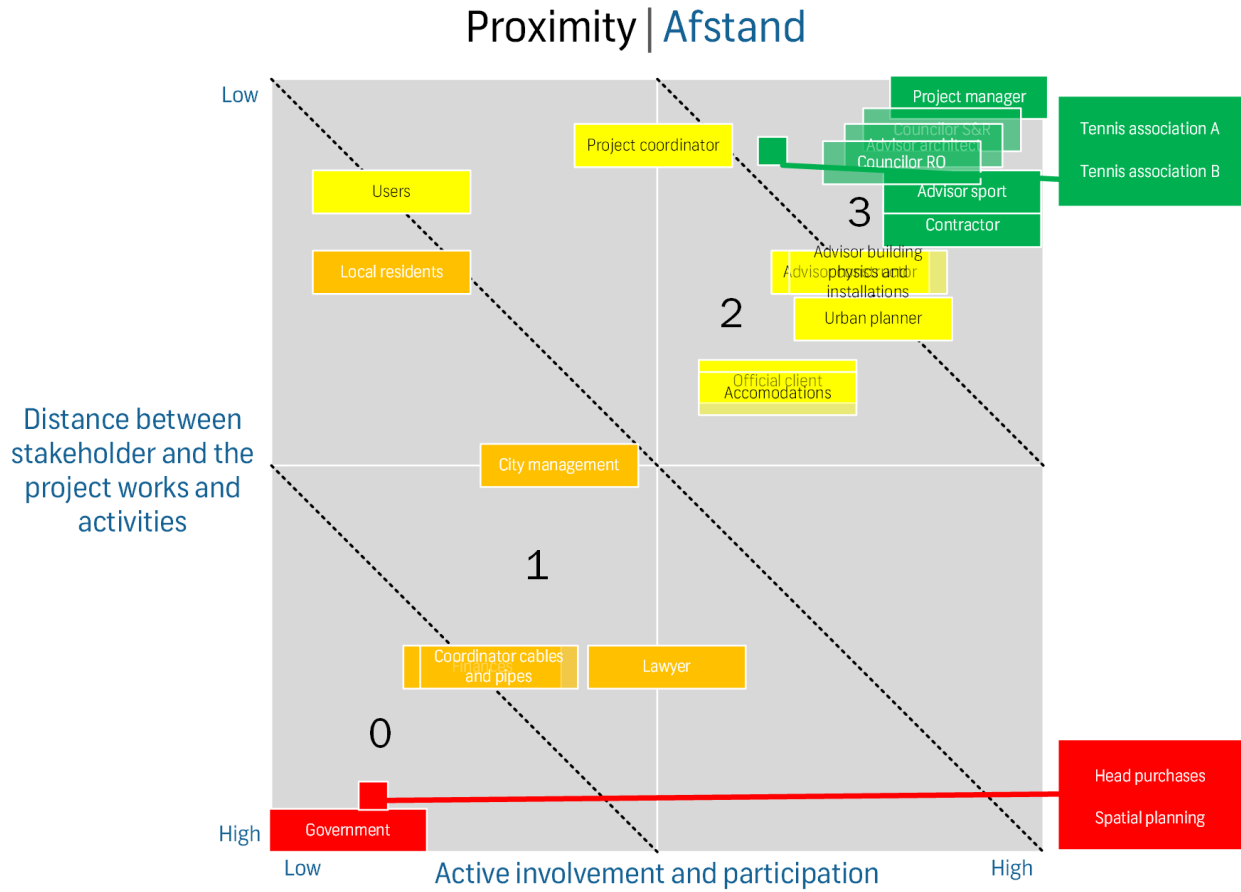 Proximity | Afstand
Low
Project manager
Councilor S&R
Advisor architect
Councilor RO
Tennis association A
Tennis association B
Project coordinator
Users
Advisor sport
3
Contractor
Local residents
Advisor building
physics and
installations
Advisor constructor
2
Urban planner
Official client
Accomodations
Distance between
stakeholder and the
project works and
activities
City management
1
Coordinator cables
and pipes
Finances
Lawyer
0
Head purchases
Spatial planning
Government
High
Low
Active involvement and participation
High